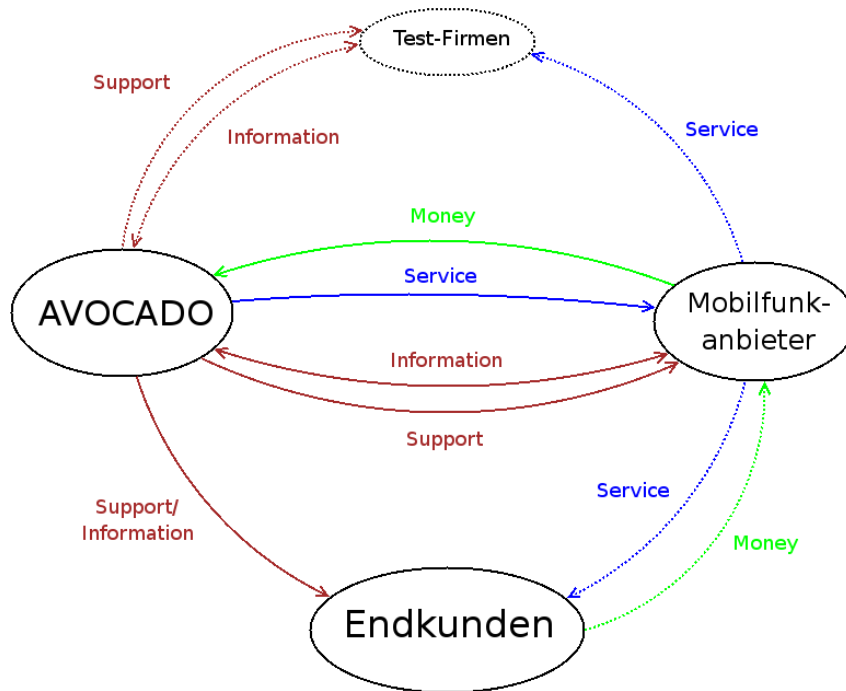 Test-Firmen
Support
Service
Information
Money
Service
AVOCADO
Mobilfunk-
anbieter
Information
Support
Support/
Information
Service
Money
Endkunden